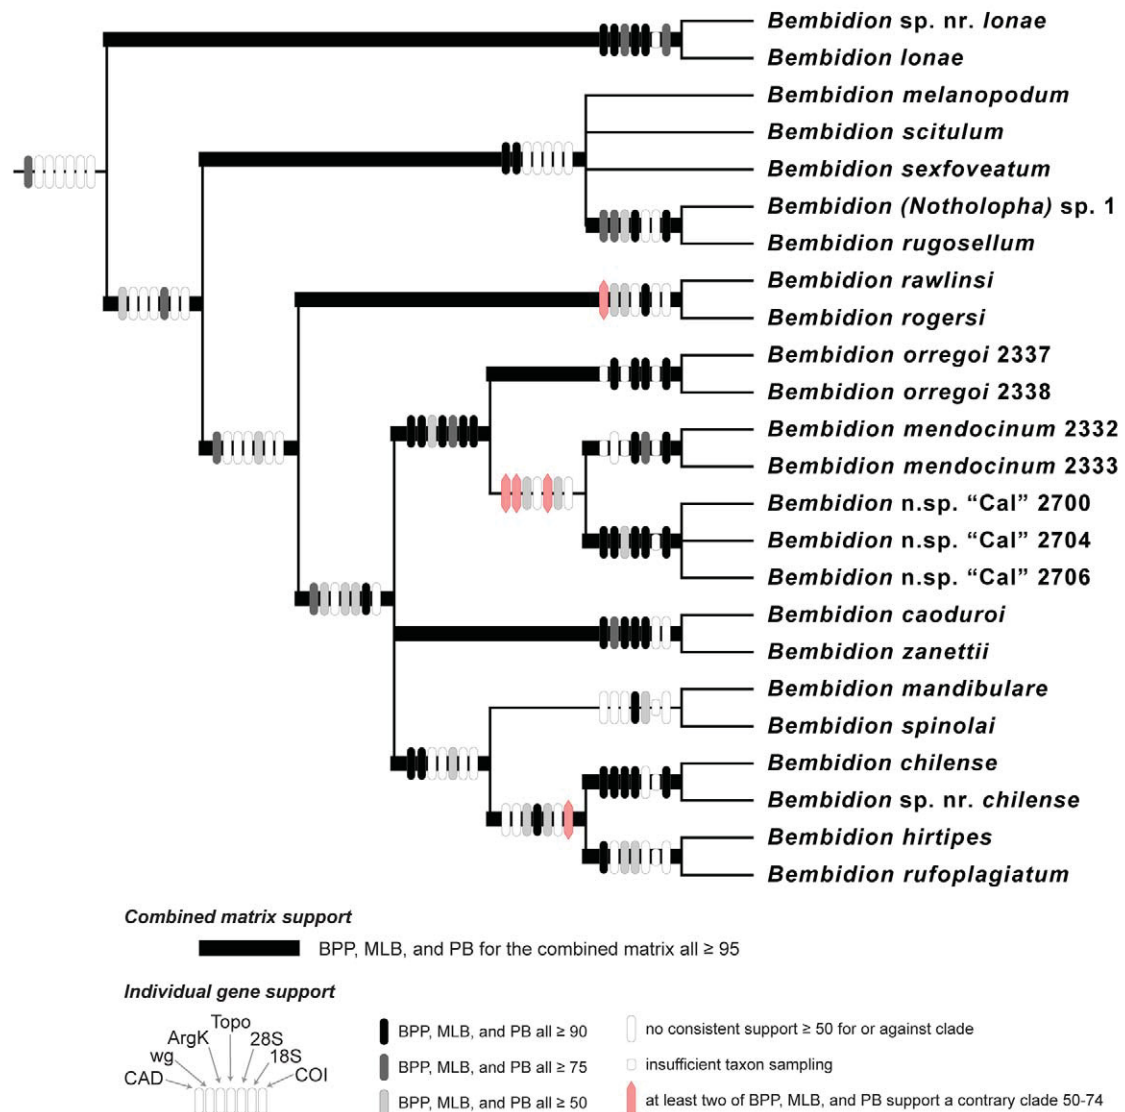 Bembidion sp. nr. lonae
Bembidion lonae
Bembidion melanopodum
Bembidion scitulum
Bembidion sexfoveatum
Bembidion (Notholopha) sp. 1
Bembidion rugosellum
Bembidion rawlinsi
Bembidion rogersi
Bembidion orregoi 2337
Bembidion orregoi 2338
Bembidion mendocinum 2332
Bembidion mendocinum 2333
Bembidion n.sp. “Cal” 2700
Bembidion n.sp. “Cal” 2704
Bembidion n.sp. “Cal” 2706
Bembidion caoduroi
Bembidion zanettii
Bembidion mandibulare
Bembidion spinolai
Bembidion chilense
Bembidion sp. nr. chilense
Bembidion hirtipes
Bembidion rufoplagiatum
Combined matrix support
BPP, MLB, and PB for the combined matrix all ≥ 95
Individual gene support
CAD
wg
ArgK
Topo
28S
18S
COI
BPP, MLB, and PB all ≥ 90
BPP, MLB, and PB all ≥ 75
BPP, MLB, and PB all ≥ 50
no consistent support ≥ 50 for or against clade
insufficient taxon sampling
at least two of BPP, MLB, and PB support a contrary clade 50-74